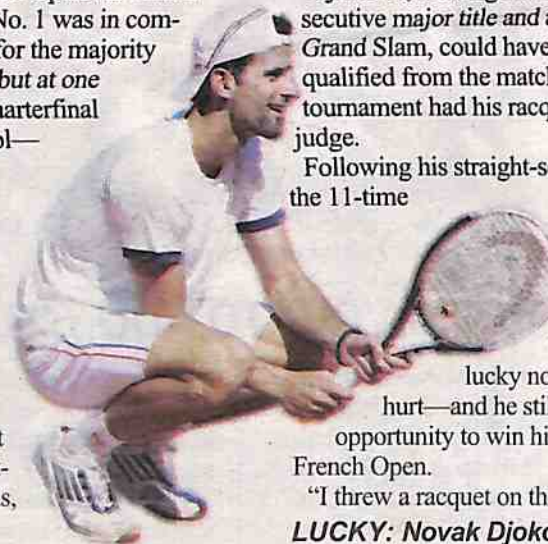 No. 1 was in com-
for the majority
but at one
arterfinal
ol—
t
s,
secutive major title and
Grand Slam, could have
qualified from the match
tournament had his racq
judge.
Following his straight-s
the 11-time
lucky no
hurt—and he stil
opportunity to win hi
French Open.
"I threw a racquet on th
LUCKY: Novak Djoko